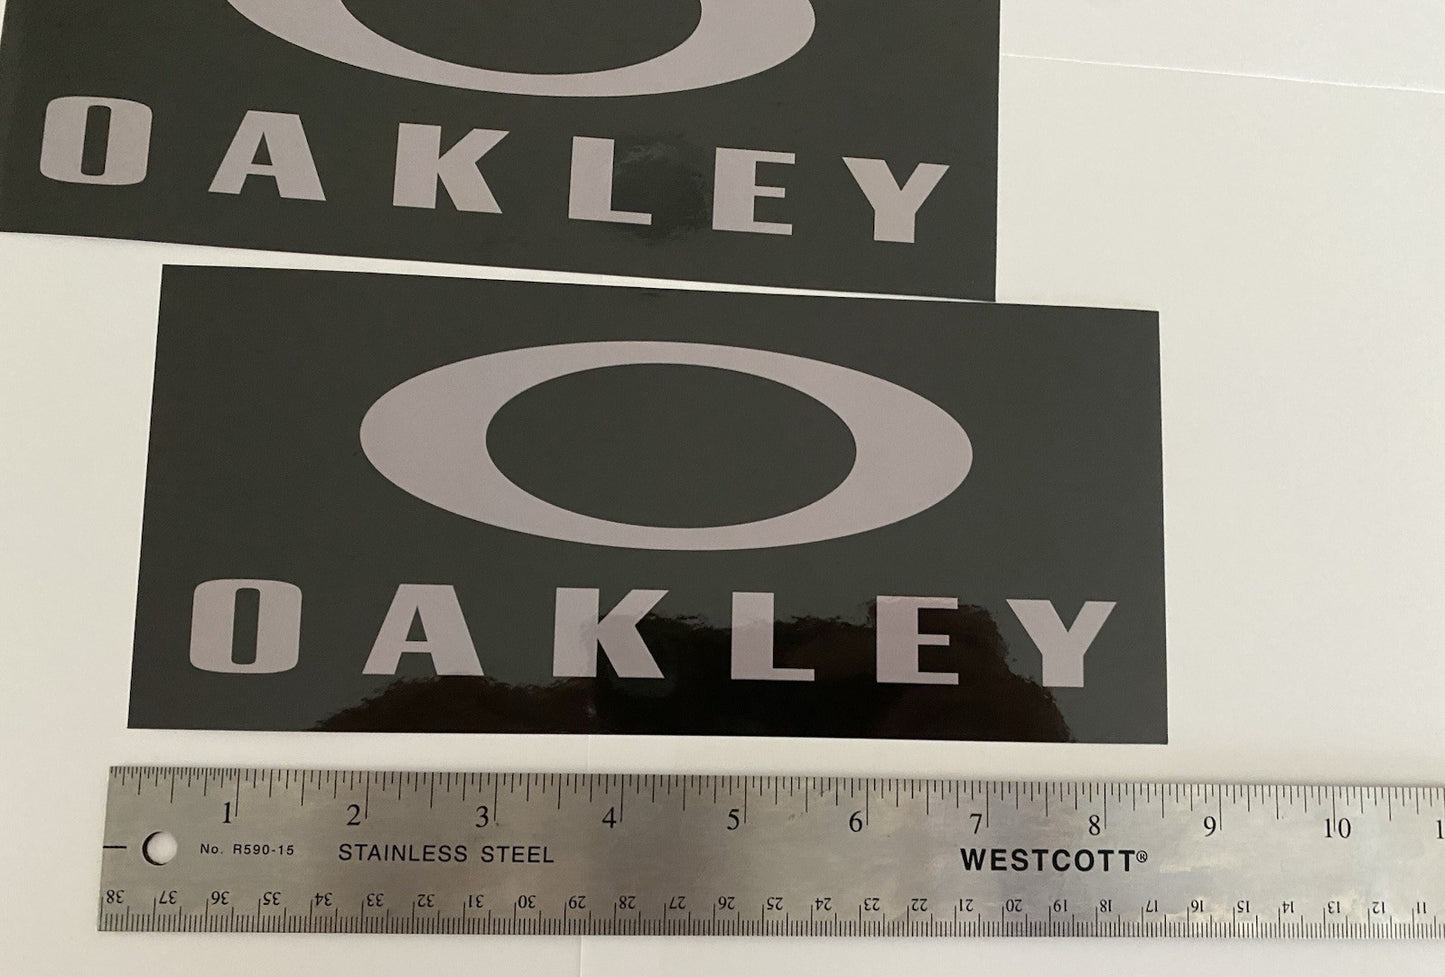 OAKLEY
OAKLEY
1 2 3 4 5 6 7 8 9 10 1
No. R590-15 STAINLESS STEEL WESTCOTT®
38 37 36 35 34 33 32 31 30 29 28 27 26 25 24 23 22 21 20 19 18 17 16 15 14 13 12 11